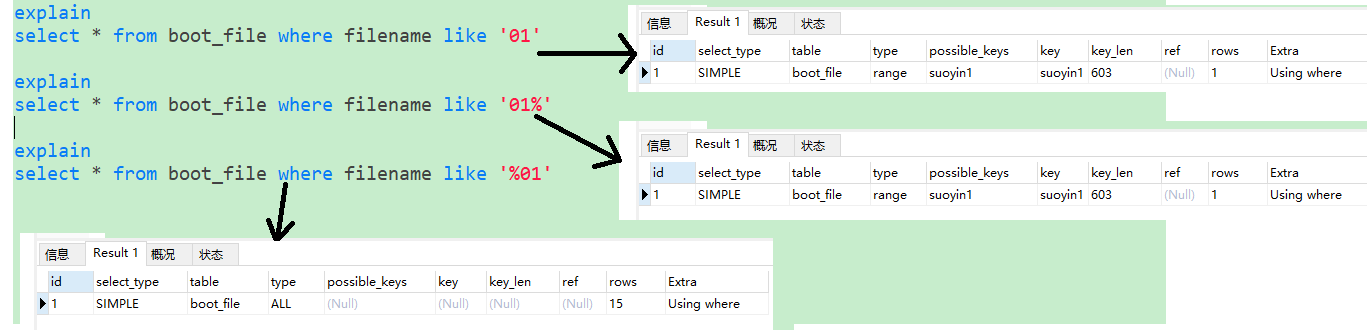 explain
select * from boot_file where filename like '01'
explain
select * from boot_file where filename like '01%'
explain
select * from boot_file where filename like '%01'
信息 Result 1 概况 状态
id select_type table type possible_keys key key_len ref rows Extra
1 SIMPLE boot_file range suoyin1 suoyin1 603 (Null) 1 Using where
信息 Result 1 概况 状态
id select_type table type possible_keys key key_len ref rows Extra
1 SIMPLE boot_file range suoyin1 suoyin1 603 (Null) 1 Using where
信息 Result 1 概况 状态
id select_type table type possible_keys key key_len ref rows Extra
1 SIMPLE boot_file ALL (Null) (Null) (Null) (Null) 15 Using where